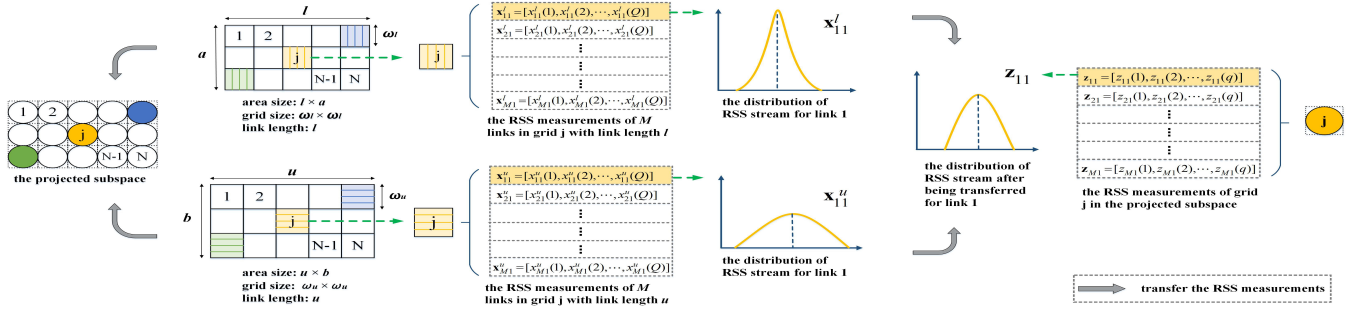 1 2
j
N-1 N
the projected subspace
l
a
1 2
j
N-1 N
ωl
area size: l × a
grid size: ωl × ωl
link length: l
j
x^l_11=[x^l_11(1), x^l_11(2),···,x^l_11(Q)]
x^l_21=[x^l_21(1), x^l_21(2),···,x^l_21(Q)]
⋮
⋮
x^l_M1=[x^l_M1(1), x^l_M1(2),···,x^l_M1(Q)]
the RSS measurements of M
links in grid j with link length l
x^l_11
the distribution of
RSS stream for link 1
u
b
1 2
j
N-1 N
ωu
area size: u × b
grid size: ωu × ωu
link length: u
j
x^u_11=[x^u_11(1), x^u_11(2),···,x^u_11(Q)]
x^u_21=[x^u_21(1), x^u_21(2),···,x^u_21(Q)]
⋮
⋮
x^u_M1=[x^u_M1(1), x^u_M1(2),···,x^u_M1(Q)]
the RSS measurements of M
links in grid j with link length u
x^u_11
the distribution of
RSS stream for link 1
z_11
the distribution of
RSS stream after
being transferred
for link 1
z_11=[z_11(1), z_11(2),···, z_11(q)]
z_21=[z_21(1), z_21(2),···, z_21(q)]
⋮
⋮
z_M1=[z_M1(1), z_M1(2),···, z_M1(q)]
the RSS measurements of grid
j in the projected subspace
j
transfer the RSS measurements